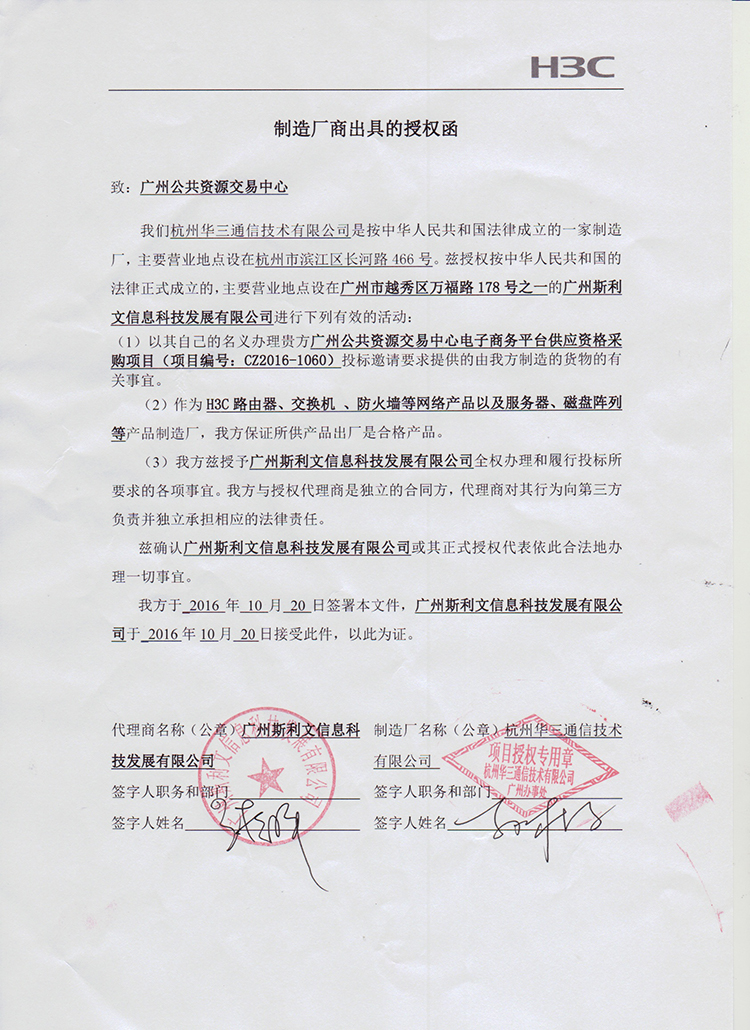 H3C
制造厂商出具的授权函
致：广州公共资源交易中心
我们杭州华三通信技术有限公司是按中华人民共和国法律成立的一家制造
厂，主要营业地点设在杭州市滨江区长河路 466 号。兹授权按中华人民共和国的
法律正式成立的，主要营业地点设在广州市越秀区万福路 178 号之一的广州斯利
文信息科技发展有限公司进行下列有效的活动：
（1）以其自己的名义办理贵方广州公共资源交易中心电子商务平台供应资格采
购项目（项目编号：CZ2016-1060）投标邀请要求提供的由我方制造的货物的有
关事宜。
（2）作为 H3C 路由器、交换机 、防火墙等网络产品以及服务器、磁盘阵列
等产品制造厂，我方保证所供产品出厂是合格产品。
（3）我方兹授予广州斯利文信息科技发展有限公司全权办理和履行投标所
要求的各项事宜。我方与授权代理商是独立的合同方，代理商对其行为向第三方
负责并独立承担相应的法律责任。
兹确认广州斯利文信息科技发展有限公司或其正式授权代表依此合法地办
理一切事宜。
我方于 2016 年 10 月 20 日签署本文件，广州斯利文信息科技发展有限公
司于 2016 年 10 月 20 日接受此件，以此为证。
代理商名称（公章）广州斯利文信息科
技发展有限公司
签字人职务和部门
签字人姓名
制造厂名称（公章）杭州华三通信技术
有限公司
签字人职务和部门
签字人姓名
广州斯利文信息科技发展有限公司
项目授权专用章
杭州华三通信技术有限公司
广州办事处